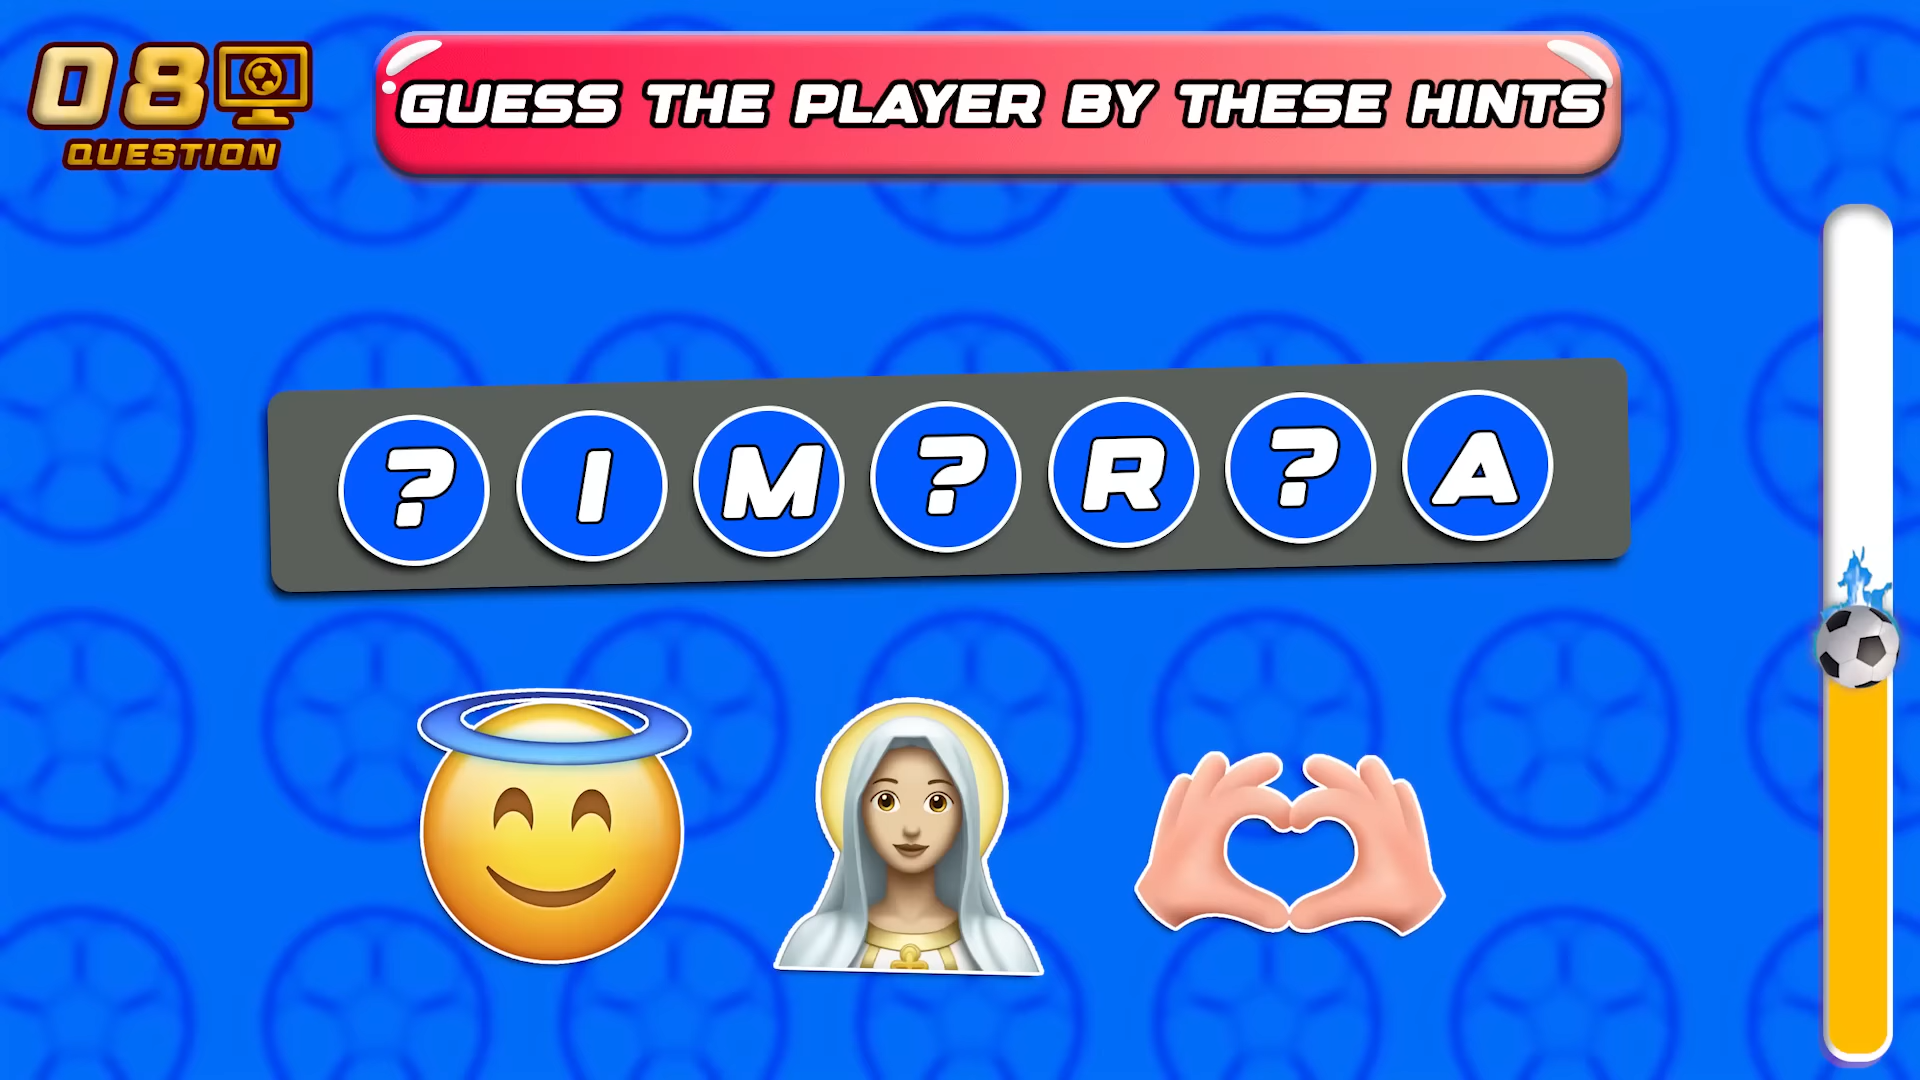 08
QUESTION
GUESS THE PLAYER BY THESE HINTS
? I M ? R ? A